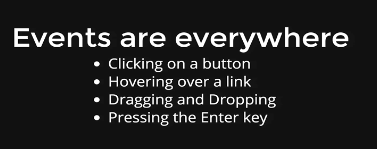 Events are everywhere
• Clicking on a button
• Hovering over a link
• Dragging and Dropping
• Pressing the Enter key